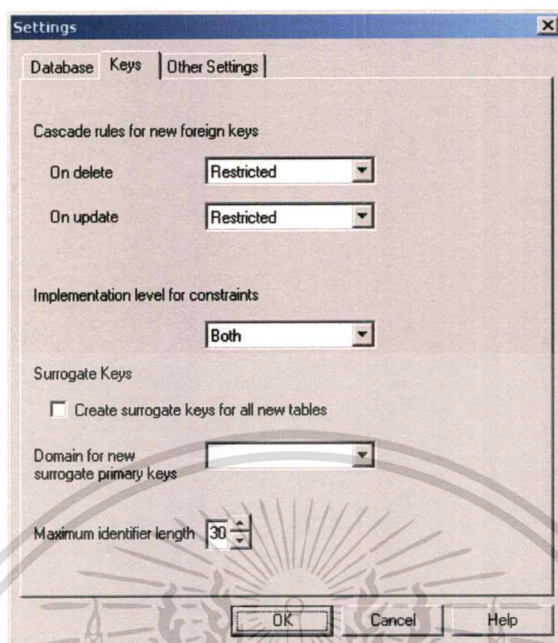 Settings
Database Keys Other Settings
Cascade rules for new foreign keys
On delete Restricted
On update Restricted
Implementation level for constraints
Both
Surrogate Keys
Create surrogate keys for all new tables
Domain for new
surrogate primary keys
Maximum identifier length 30
OK Cancel Help